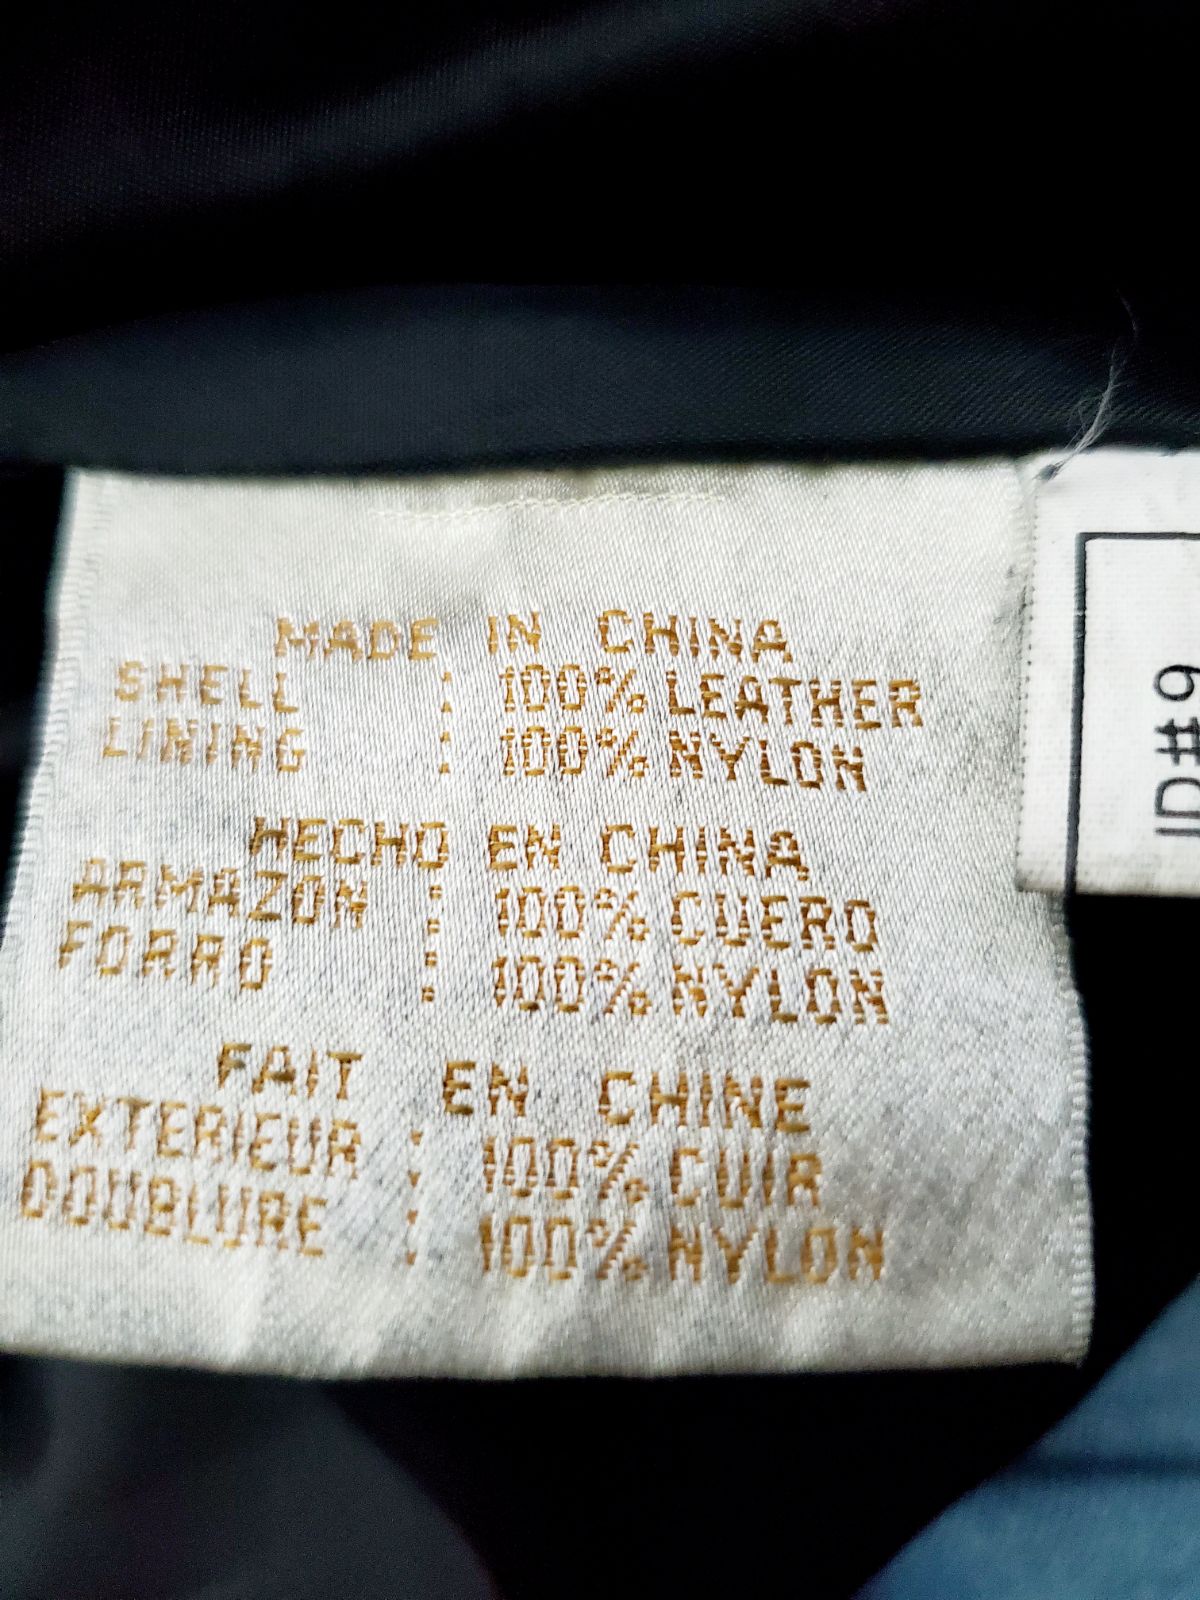 MADE IN CHINA
SHELL : 100% LEATHER
LINING : 100% NYLON
HECHO EN CHINA
ARMAZON : 100% CUERO
FORRO : 100% NYLON
FAIT EN CHINE
EXTERIEUR : 100% CUIR
DOUBLURE : 100% NYLON
ID#9